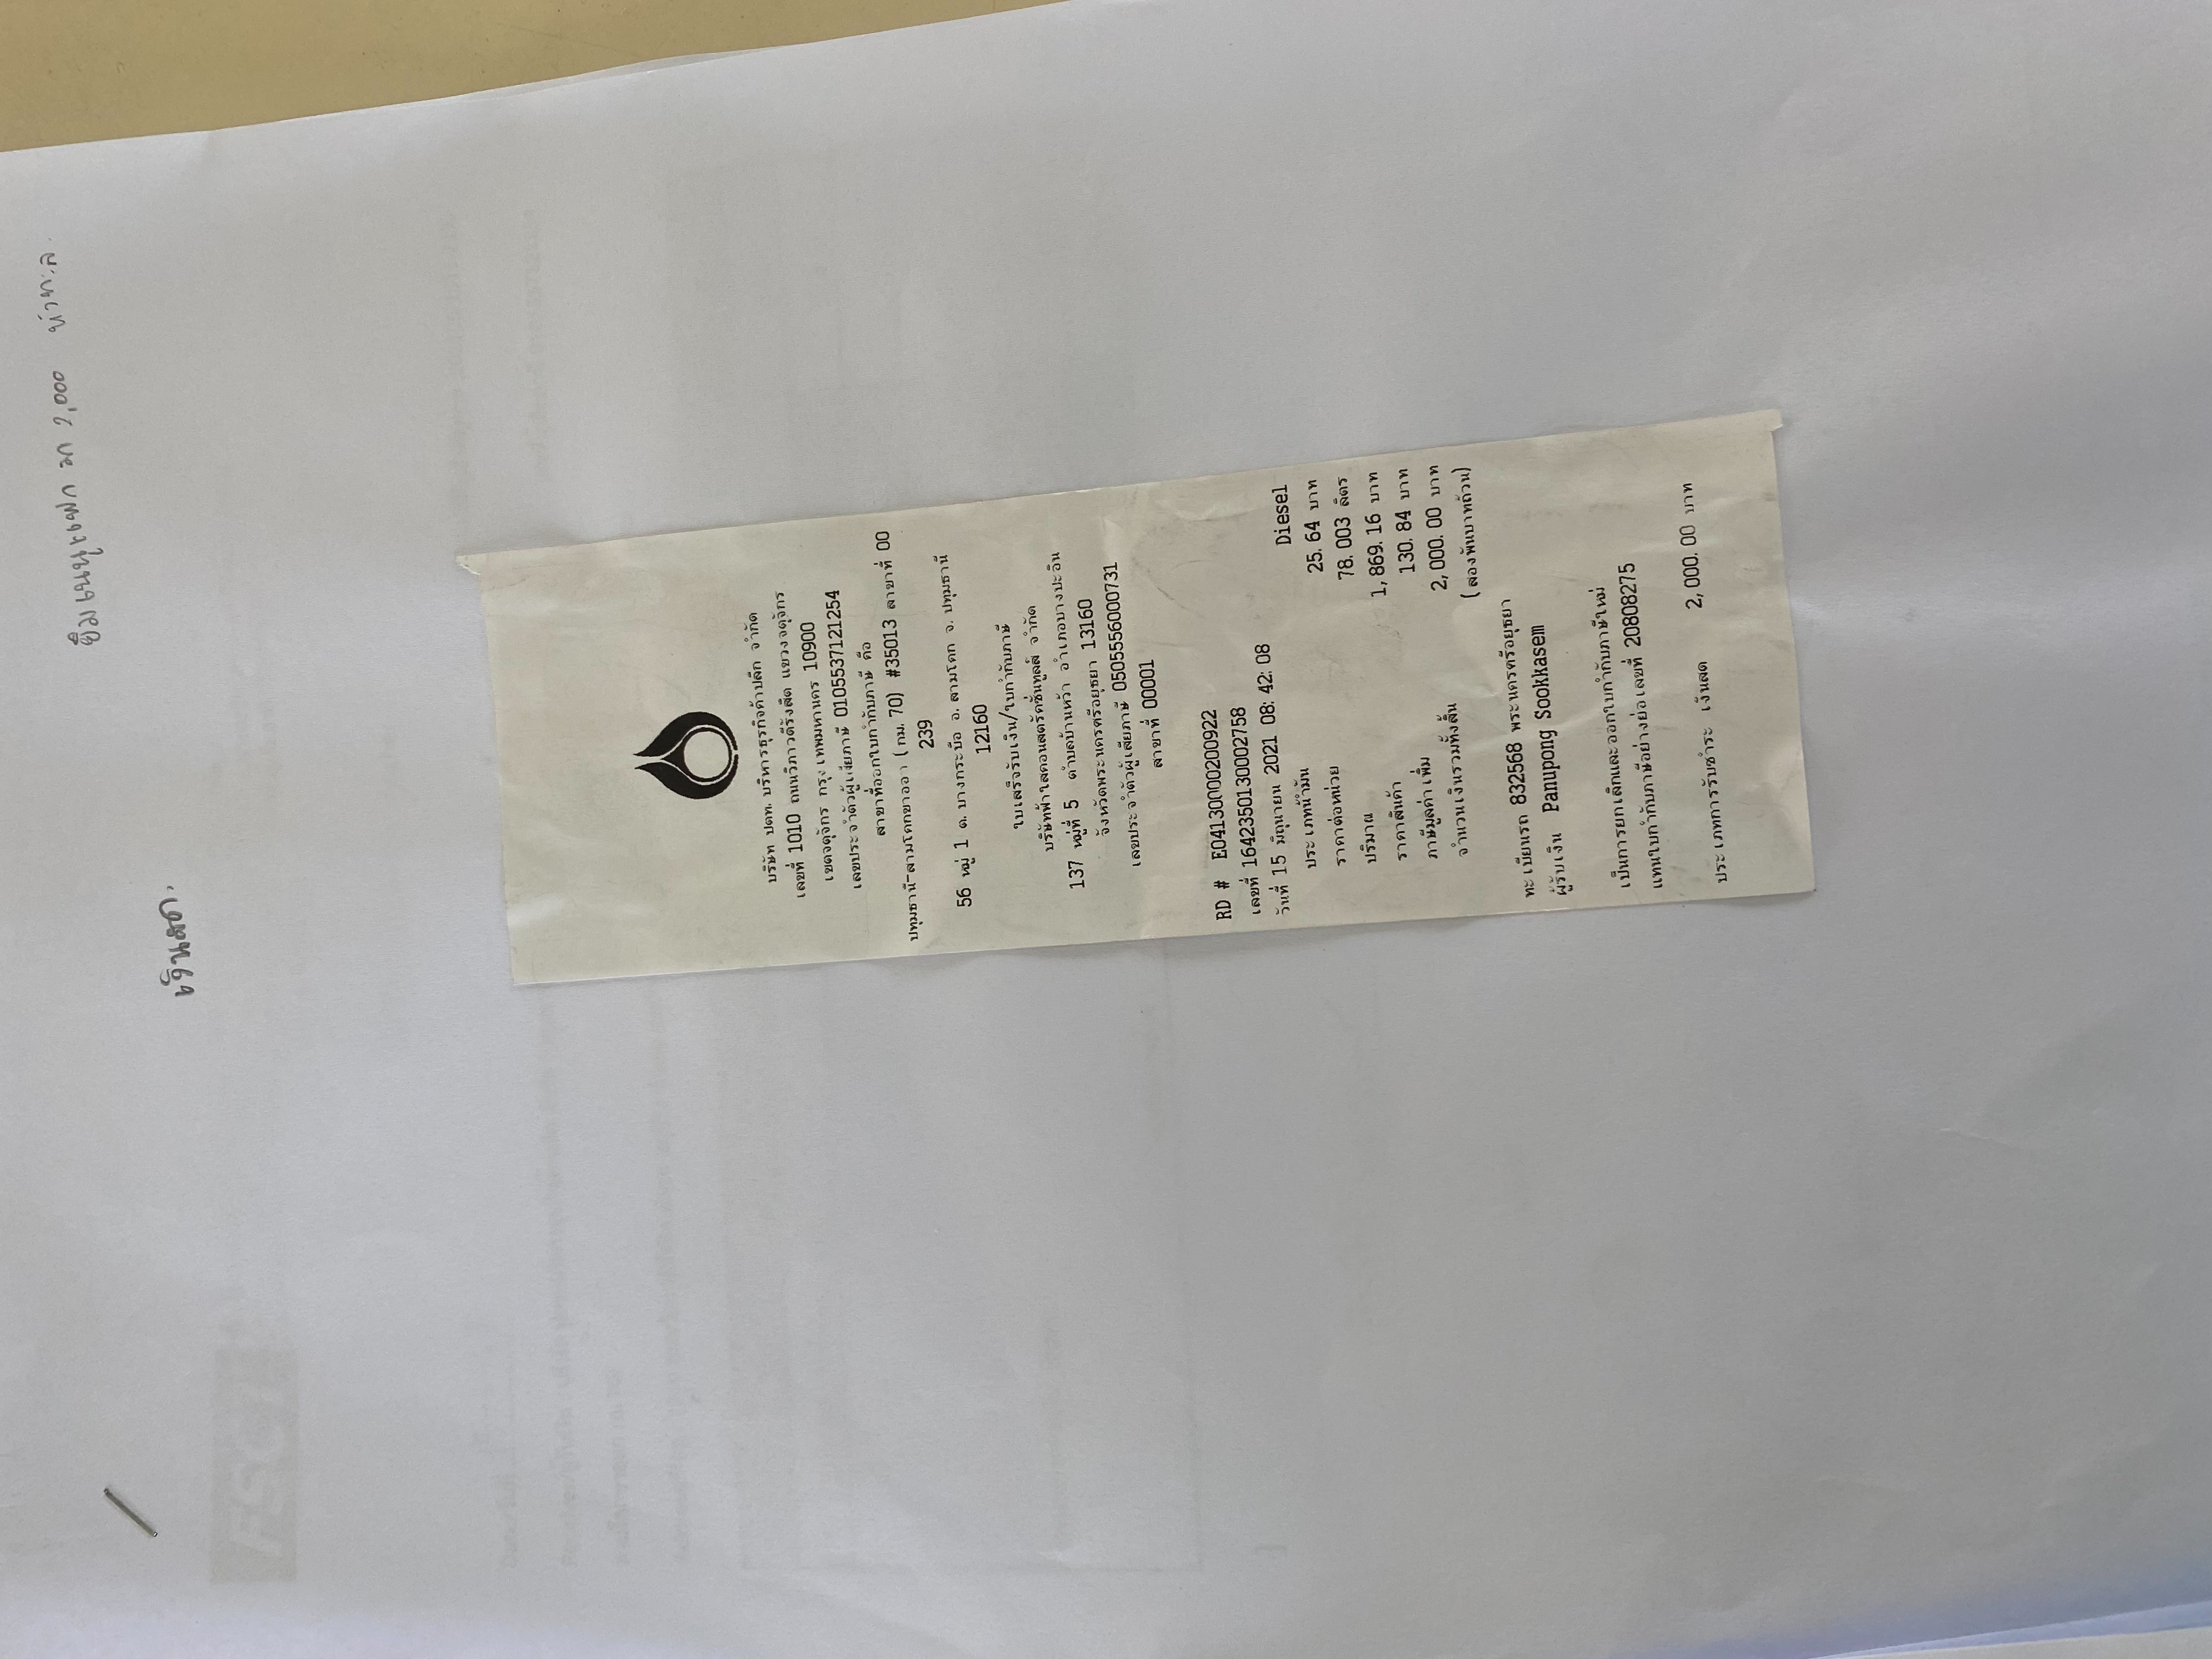 ยืมเมนูแฟก มา 2,000
เงินสด.
FSCT
บริษัท ปตท. บริหารธุรกิจค้าปลีก จำกัด
เลขที่ 1010 ถนนวิภาวดีรังสิต แขวงจตุจักร
เขตจตุจักร กรุงเทพมหานคร 10900
เลขประจำตัวผู้เสียภาษี 0105537121254
สาขาที่ออกใบกำกับภาษี คือ
ปทุมธานี-สามโคกขาออก (กม. 70) #35013 สาขาที่ 00
239
56 หมู่ 1 ต. บางกระบือ อ. สามโคก จ. ปทุมธานี
12160
ใบเสร็จรับเงิน/ใบกำกับภาษี
บริษัทฟ้าใสคอนสตรัคชั่นทูลส์ จำกัด
137 หมู่ที่ 5 ตำบลบ้านหว้า อำเภอบางปะอิน
จังหวัดพระนครศรีอยุธยา 13160
เลขประจำตัวผู้เสียภาษี 0505556000731
สาขาที่ 00001
RD # E04130000200922
เลขที่ 1642350130002758
วันที่ 15 มิถุนายน 2021 08:42:08
ประเภทน้ำมัน Diesel
ราคาต่อหน่วย 25.64 บาท
ปริมาณ 78.003 ลิตร
ราคาสินค้า 1,869.16 บาท
ภาษีมูลค่าเพิ่ม 130.84 บาท
จำนวนเงินรวมทั้งสิ้น 2,000.00 บาท
(สองพันบาทถ้วน)
ทะเบียนรถ 832568 พระนครศรีอยุธยา
ผู้รับเงิน Panupong Sookkasem
เป็นการยกเลิกและออกใบกำกับภาษีใหม่
แทนใบกำกับภาษีอย่างย่อเลขที่ 20808275
ประเภทการรับชำระ เงินสด 2,000.00 บาท